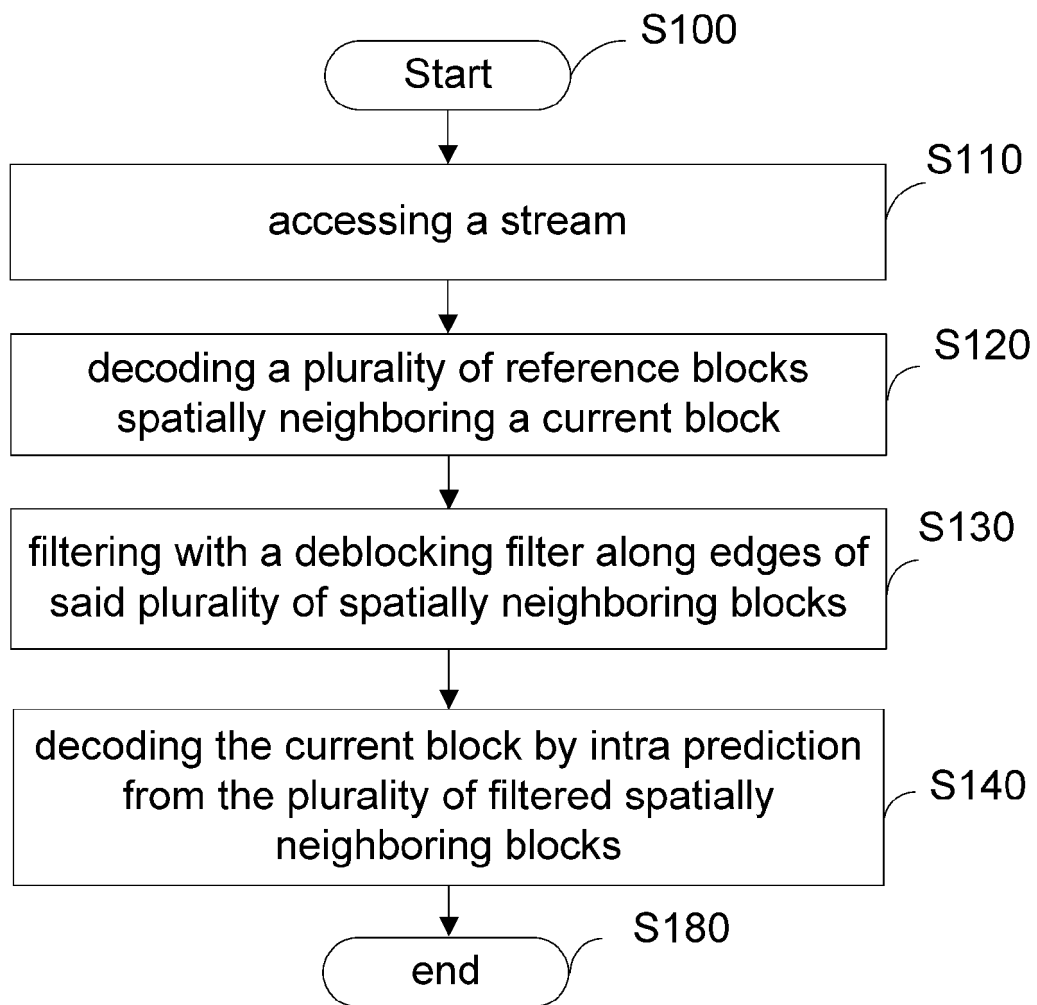 S100
Start
S110
accessing a stream
S120
decoding a plurality of reference blocks
spatially neighboring a current block
S130
filtering with a deblocking filter along edges of
said plurality of spatially neighboring blocks
S140
decoding the current block by intra prediction
from the plurality of filtered spatially
neighboring blocks
S180
end